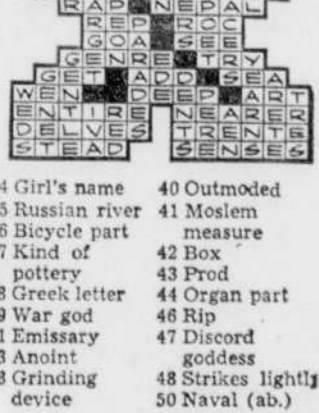 RAP NEPAL
REP ROC
GOA SEE
GENRE TRY
GET ADD SEA
WEN DEEP ART
ENTIRE NEARER
DELVES TRENTE
STEAD SENSES
4 Girl's name
5 Russian river
6 Bicycle part
7 Kind of
pottery
8 Greek letter
9 War god
1 Emissary
3 Anoint
8 Grinding
device
40 Outmoded
41 Moslem
measure
42 Box
43 Prod
44 Organ part
46 Rip
47 Discord
goddess
48 Strikes lightly
50 Naval (ab.)